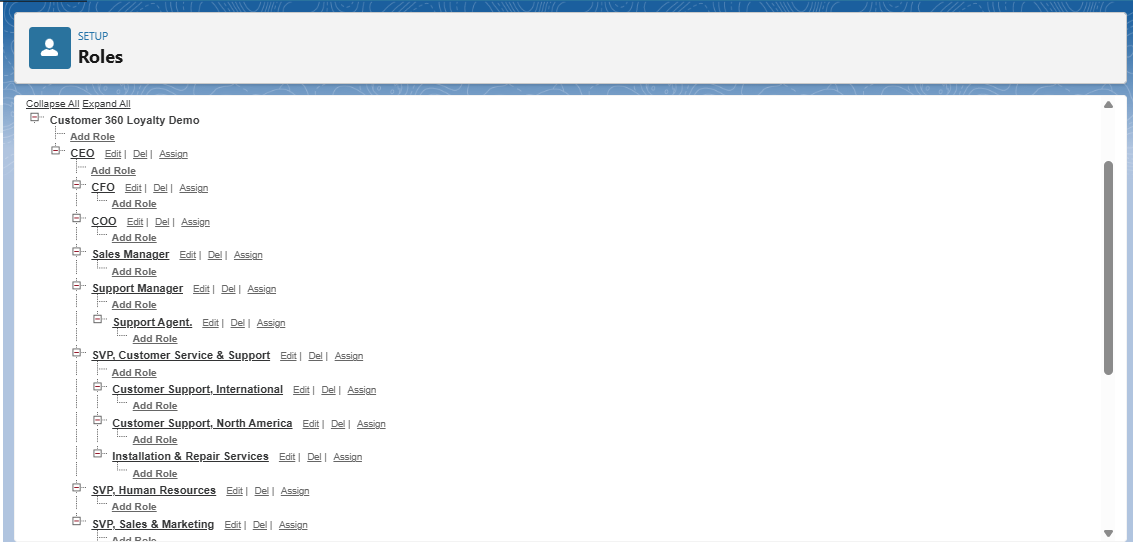 SETUP
Roles
Collapse All Expand All
Customer 360 Loyalty Demo
Add Role
CEO Edit | Del | Assign
Add Role
CFO Edit | Del | Assign
Add Role
COO Edit | Del | Assign
Add Role
Sales Manager Edit | Del | Assign
Add Role
Support Manager Edit | Del | Assign
Add Role
Support Agent. Edit | Del | Assign
Add Role
SVP, Customer Service & Support Edit | Del | Assign
Add Role
Customer Support, International Edit | Del | Assign
Add Role
Customer Support, North America Edit | Del | Assign
Add Role
Installation & Repair Services Edit | Del | Assign
Add Role
SVP, Human Resources Edit | Del | Assign
Add Role
SVP, Sales & Marketing Edit | Del | Assign
Add Role